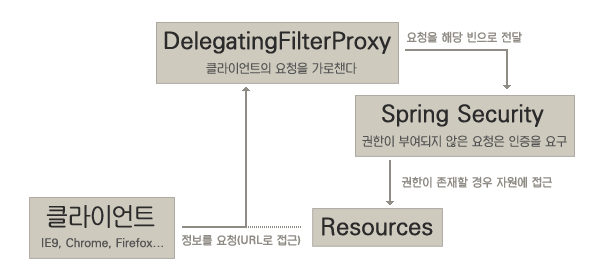 DelegatingFilterProxy
클라이언트의 요청을 가로챈다
요청을 해당 빈으로 전달
Spring Security
권한이 부여되지 않은 요청은 인증을 요구
권한이 존재할 경우 자원에 접근
클라이언트
IE9, Chrome, Firefox...
정보를 요청(URL로 접근)
Resources